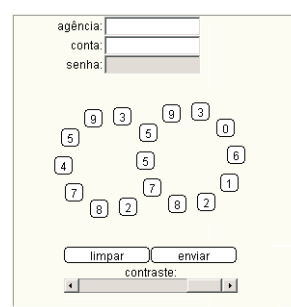 agência:
conta:
senha:
9 3 9 3
5 5 0
4 5 6
7 7 1
8 2 8 2
limpar enviar
contraste: